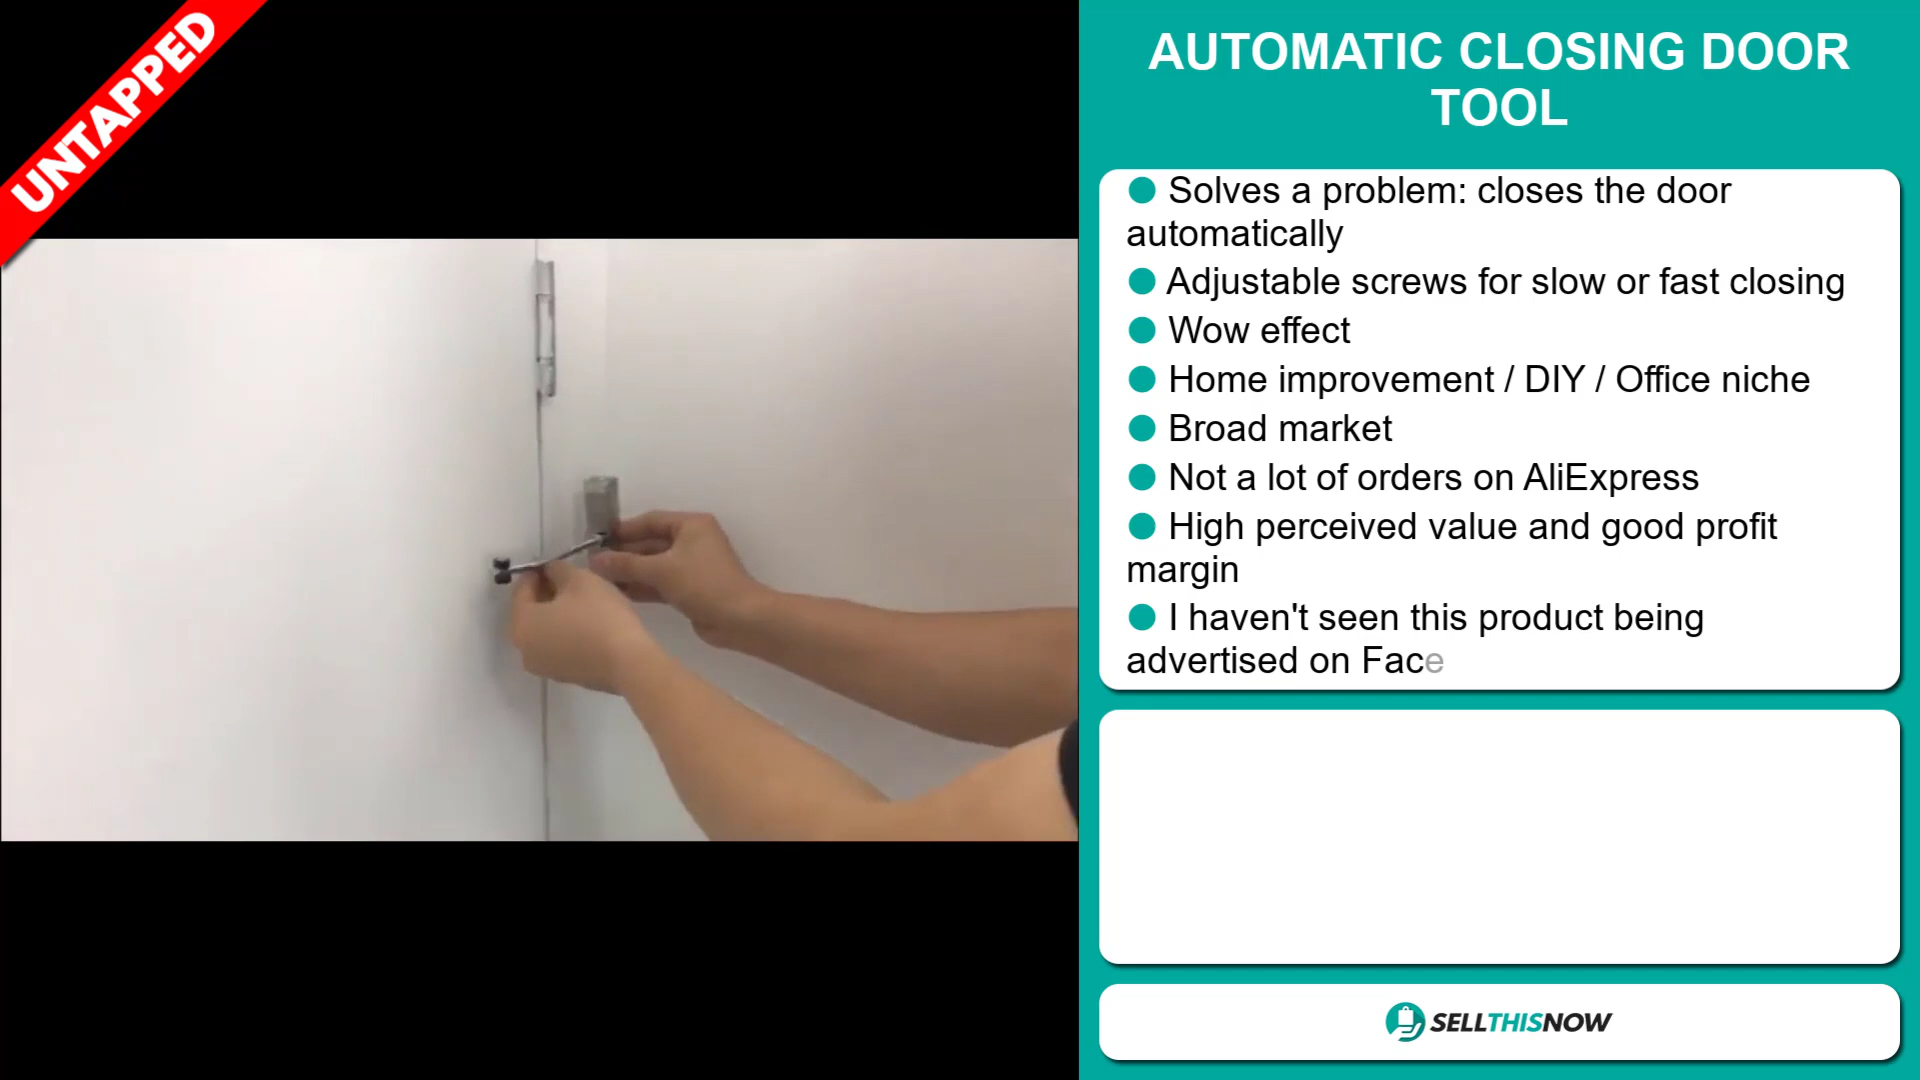 UNTAPPED
AUTOMATIC CLOSING DOOR
TOOL
● Solves a problem: closes the door
automatically
● Adjustable screws for slow or fast closing
● Wow effect
● Home improvement / DIY / Office niche
● Broad market
● Not a lot of orders on AliExpress
● High perceived value and good profit
margin
● I haven't seen this product being
advertised on Face
SELLTHISNOW